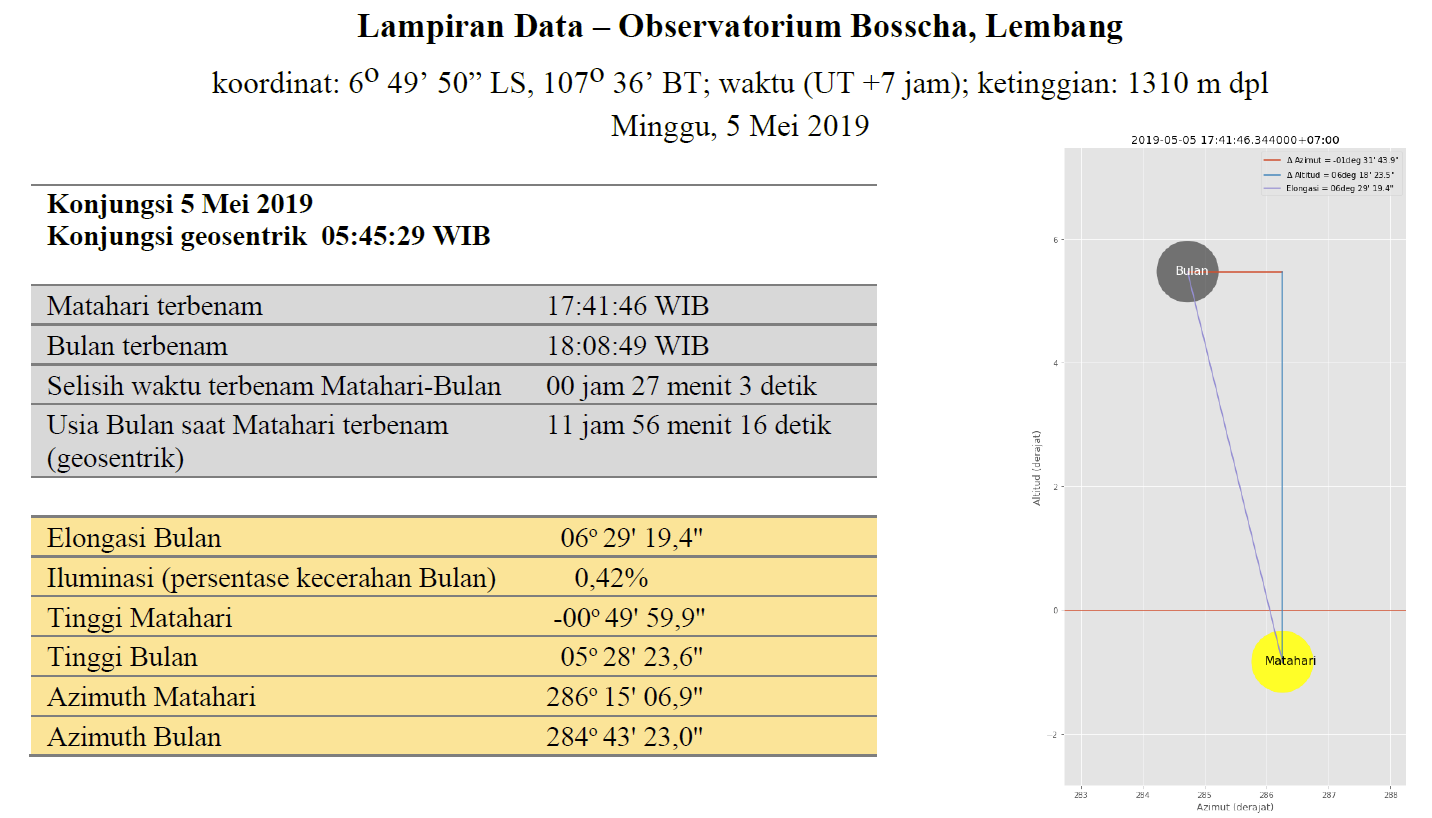 Lampiran Data – Observatorium Bosscha, Lembang
koordinat: 6º 49’ 50” LS, 107º 36’ BT; waktu (UT +7 jam); ketinggian: 1310 m dpl
Minggu, 5 Mei 2019
Konjungsi 5 Mei 2019
Konjungsi geosentrik 05:45:29 WIB
Matahari terbenam 17:41:46 WIB
Bulan terbenam 18:08:49 WIB
Selisih waktu terbenam Matahari-Bulan 00 jam 27 menit 3 detik
Usia Bulan saat Matahari terbenam 11 jam 56 menit 16 detik
(geosentrik)
Elongasi Bulan 06º 29' 19,4"
Iluminasi (persentase kecerahan Bulan) 0,42%
Tinggi Matahari -00º 49' 59,9"
Tinggi Bulan 05º 28' 23,6"
Azimuth Matahari 286º 15' 06,9"
Azimuth Bulan 284º 43' 23,0"
2019-05-05 17:41:46.344000+07:00
Δ Azimut = -01deg 31' 43.9"
Δ Altitud = 06deg 18' 23.5"
Elongasi = 06deg 29' 19.4"
6
Bulan
4
Altitud (derajat)
2
0
Matahari
−2
283 284 285 286 287 288
Azimut (derajat)